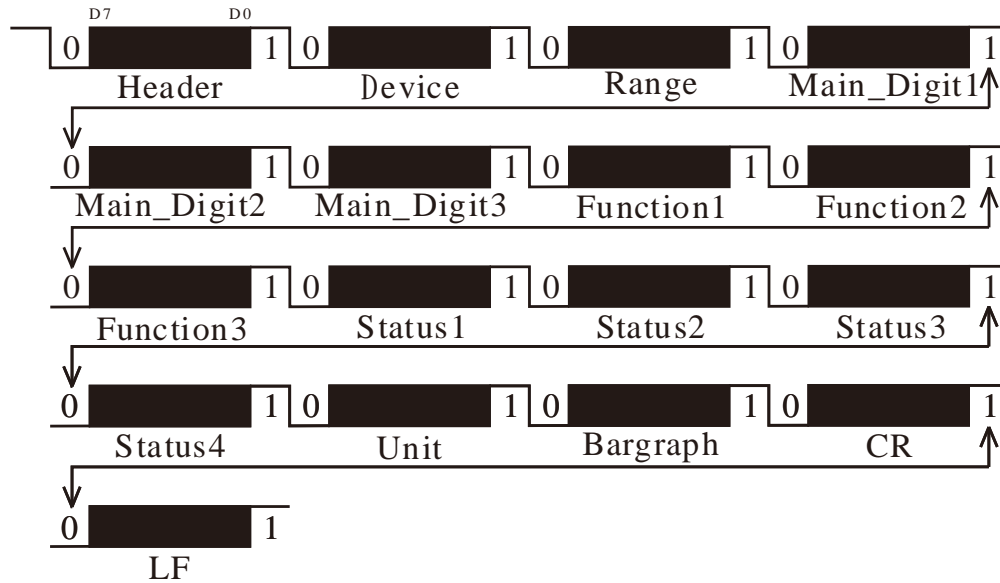 D7 D0
0 1 0 1 0 1 0 1
Header Device Range Main_Digit1
0 1 0 1 0 1 0 1
Main_Digit2 Main_Digit3 Function1 Function2
0 1 0 1 0 1 0 1
Function3 Status1 Status2 Status3
0 1 0 1 0 1 0 1
Status4 Unit Bargraph CR
0 1
LF